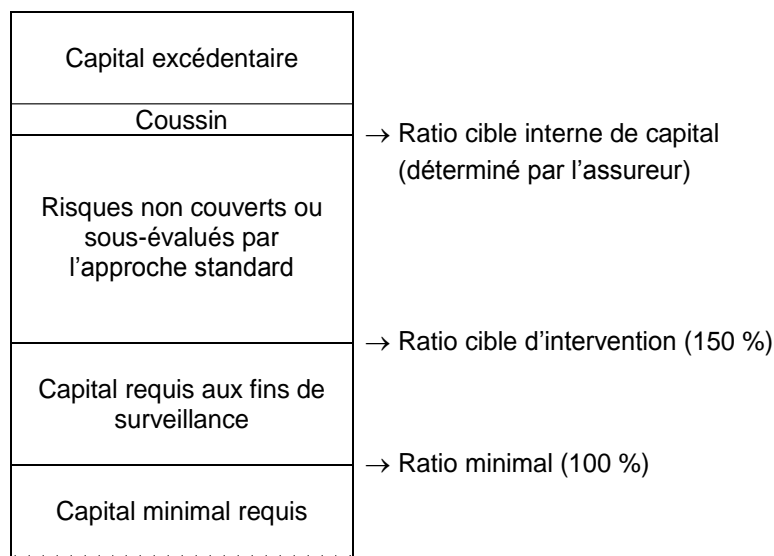 Capital excédentaire
Coussin
→ Ratio cible interne de capital
(déterminé par l’assureur)
Risques non couverts ou
sous-évalués par
l’approche standard
→ Ratio cible d’intervention (150 %)
Capital requis aux fins de
surveillance
→ Ratio minimal (100 %)
Capital minimal requis